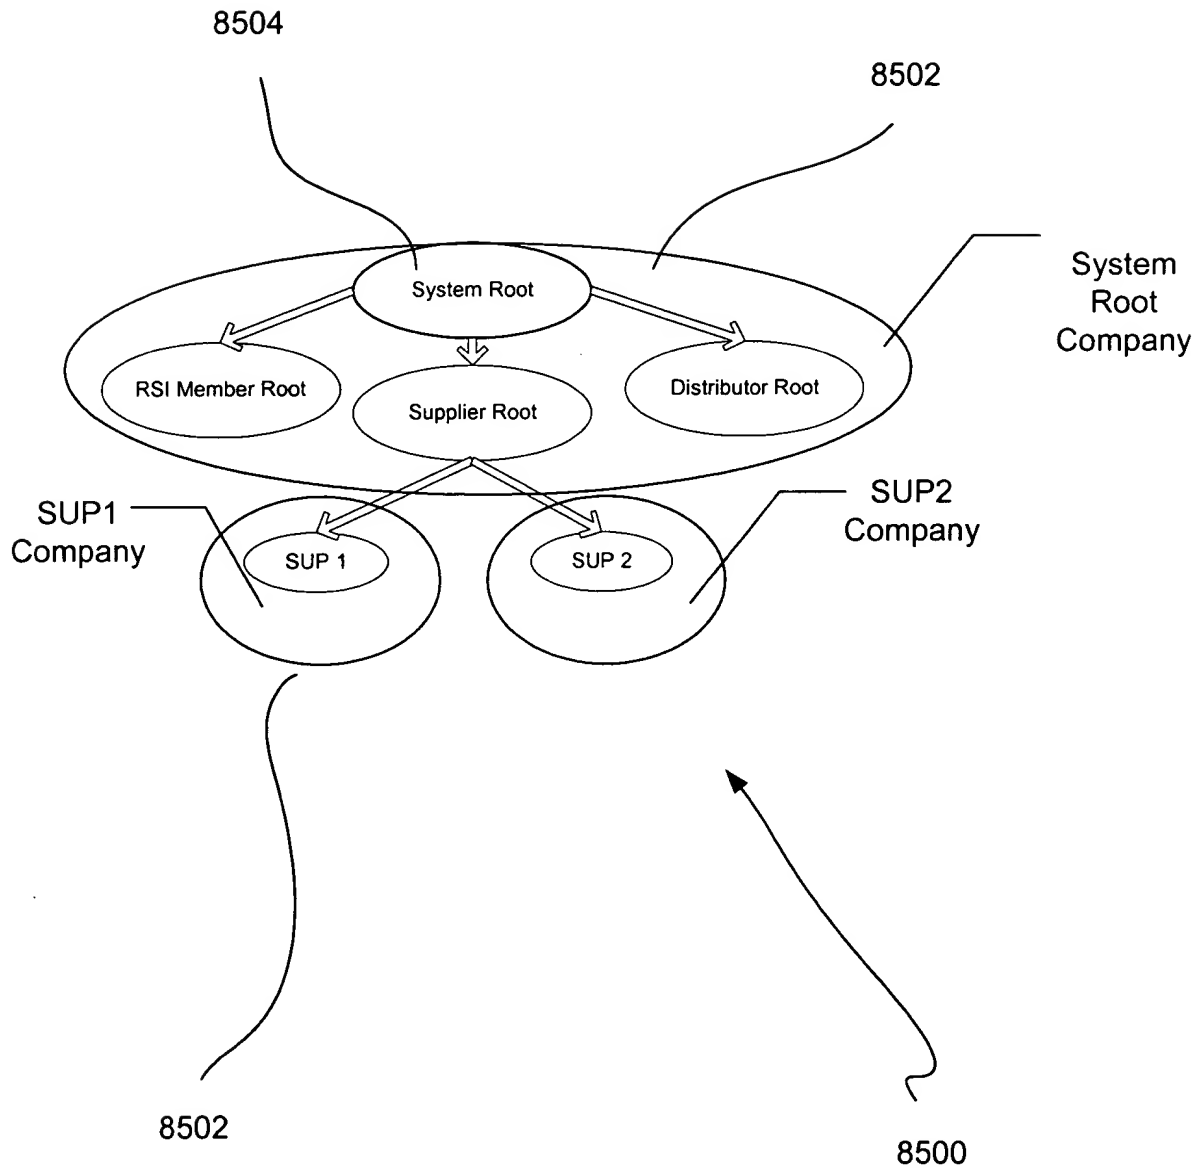 8504
8502
System Root
System
Root
Company
RSI Member Root
Supplier Root
Distributor Root
SUP1
Company
SUP2
Company
SUP 1
SUP 2
8502
8500